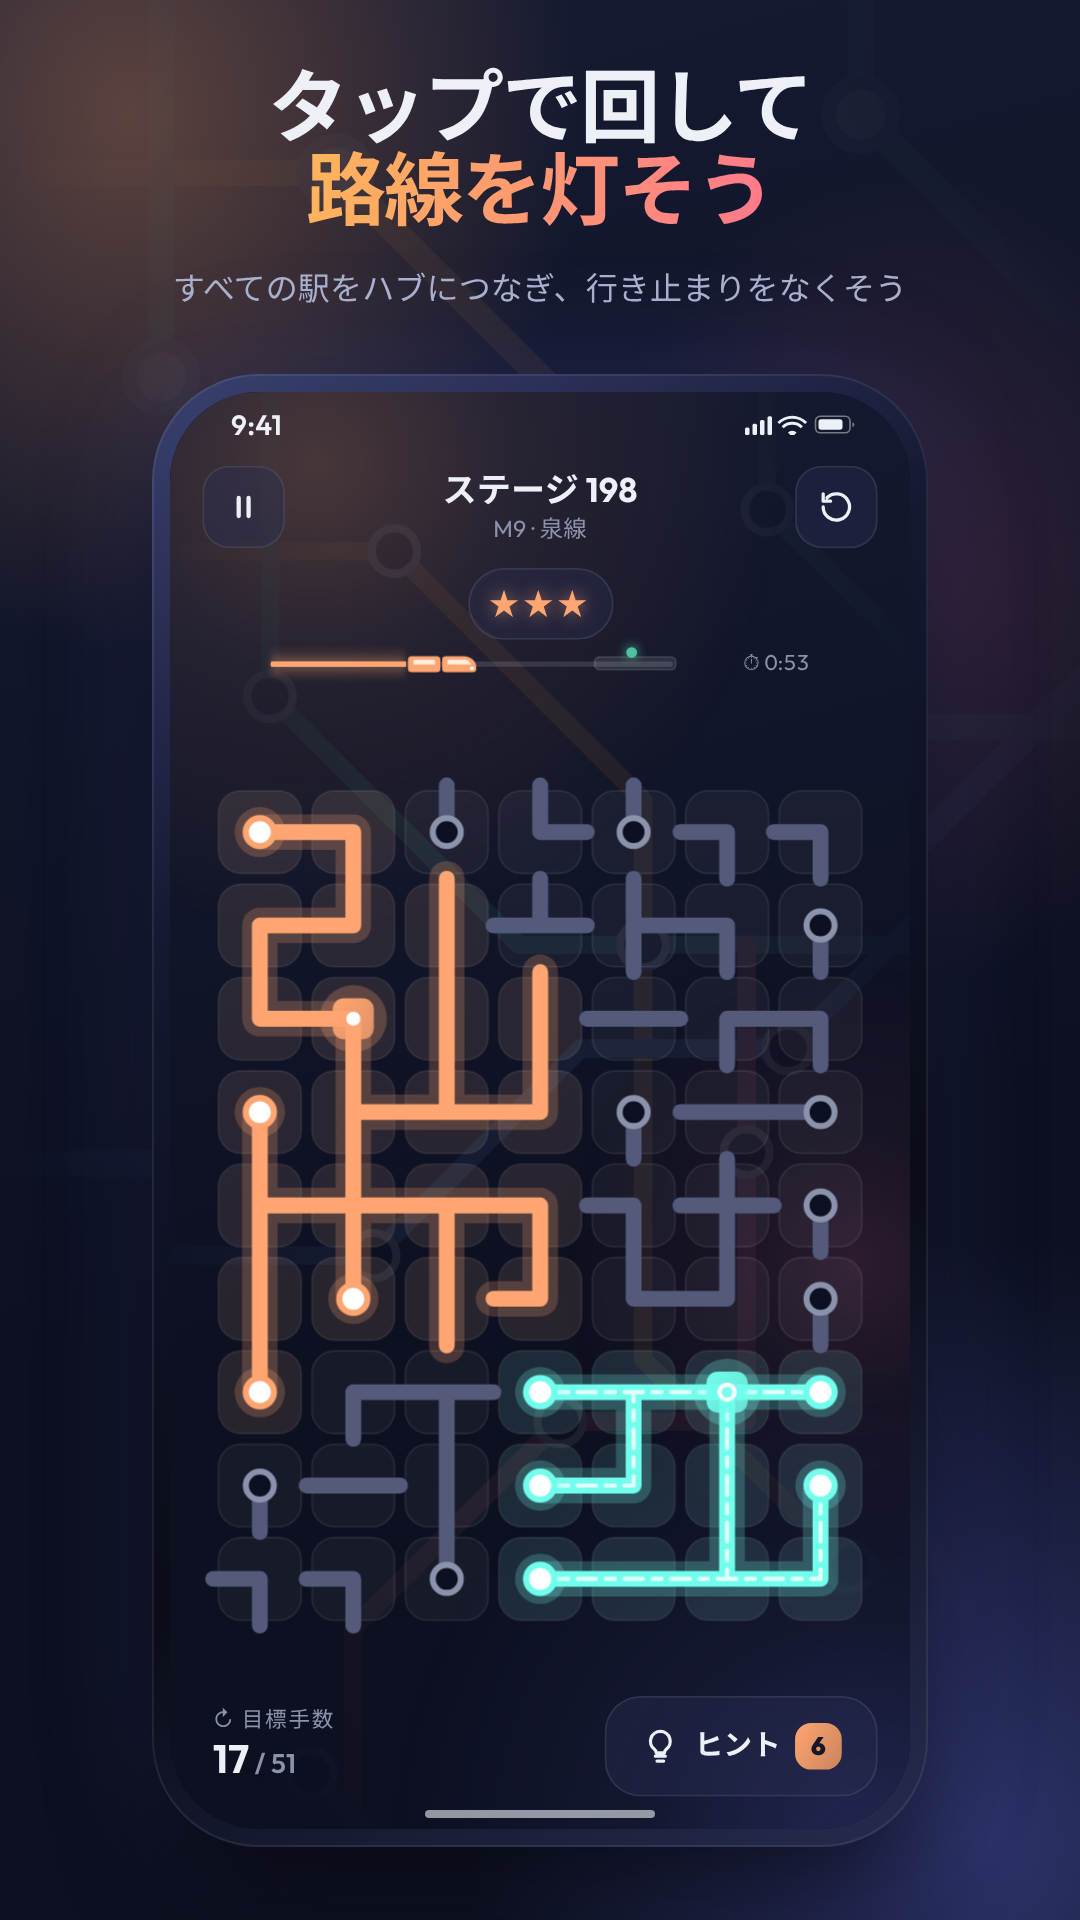 タップで回して
路線を灯そう
すべての駅をハブにつなぎ、行き止まりをなくそう
9:41
ステージ 198
M9・泉線
★★★
0:53
目標手数
17 / 51
ヒント 6